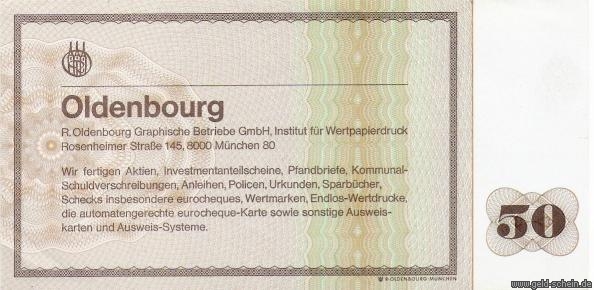 Oldenbourg
R. Oldenbourg Graphische Betriebe GmbH, Institut für Wertpapierdruck
Rosenheimer Straße 145, 8000 München 80
Wir fertigen Aktien, Investmentanteilscheine, Pfandbriefe, Kommunal-
Schuldverschreibungen, Anleihen, Policen, Urkunden, Sparbücher,
Schecks insbesondere eurocheques, Wertmarken, Endlos-Wertdrucke,
die automatengerechte eurocheque-Karte sowie sonstige Ausweis-
karten und Ausweis-Systeme.
50
R·OLDENBOURG·MÜNCHEN
www.geld-schein.de